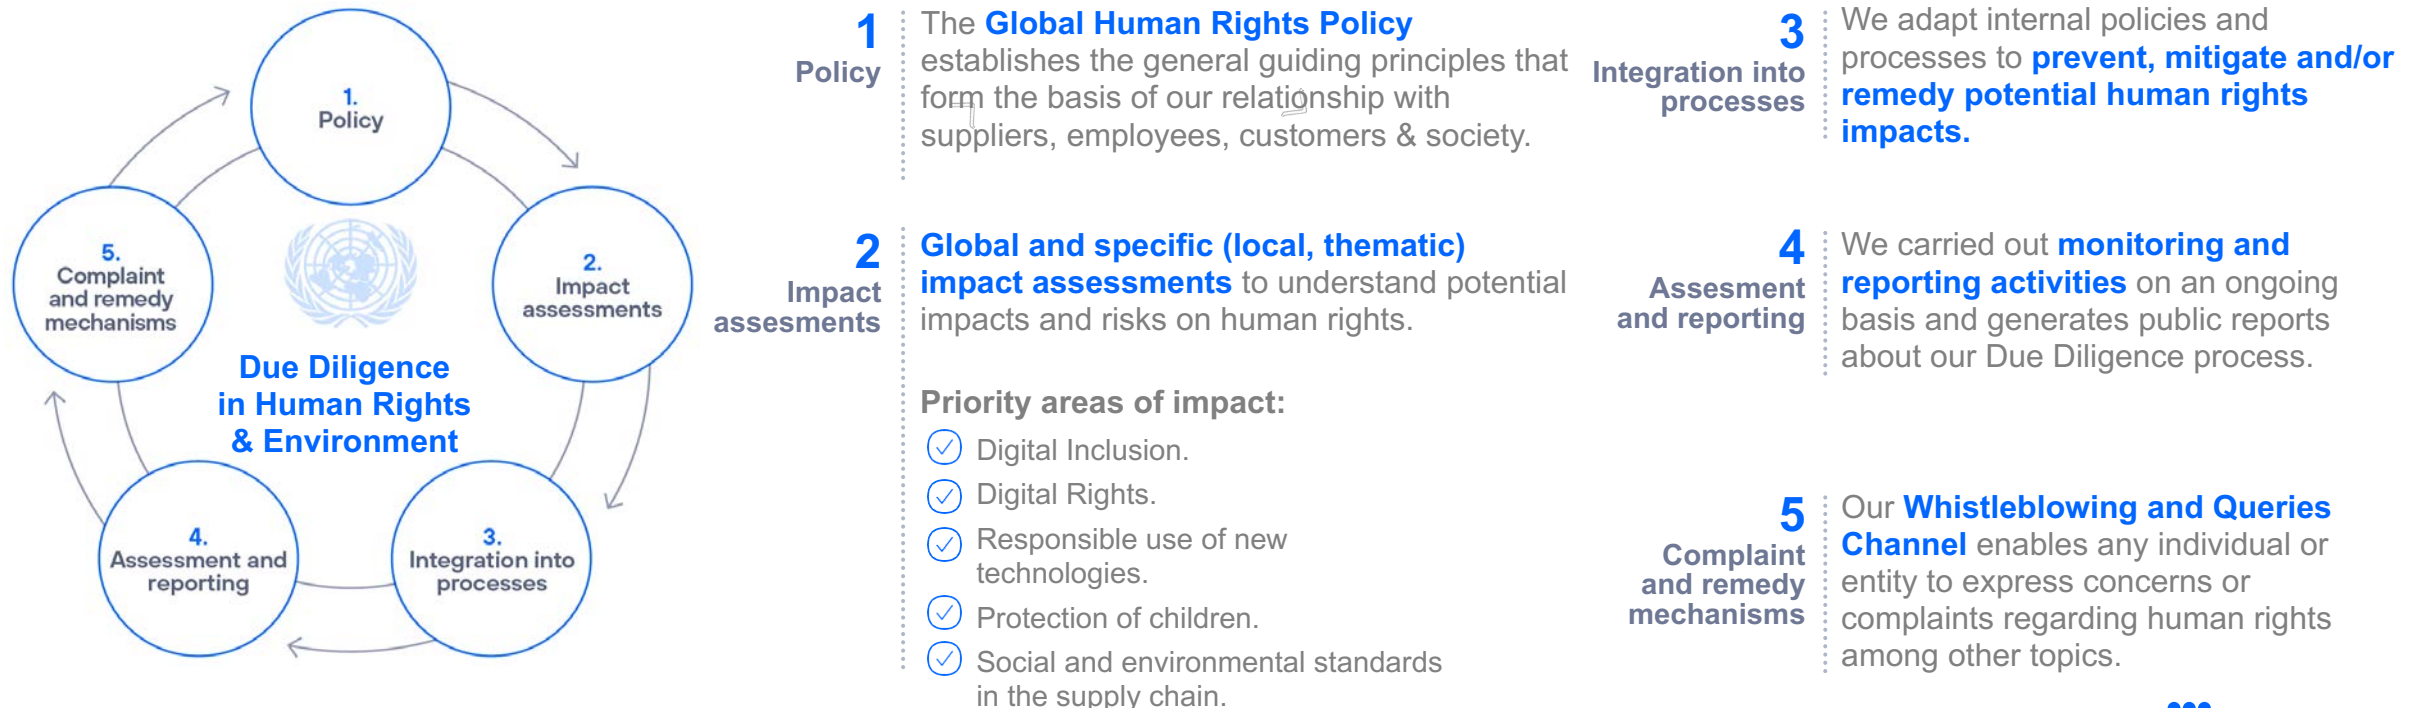 1.
Policy
2.
Impact
assessments
3.
Integration into
processes
4.
Assessment and
reporting
5.
Complaint
and remedy
mechanisms
Due Diligence
in Human Rights
& Environment
1
Policy
The Global Human Rights Policy
establishes the general guiding principles that
form the basis of our relationship with
suppliers, employees, customers & society.
2
Impact
assesments
Global and specific (local, thematic)
impact assessments to understand potential
impacts and risks on human rights.
Priority areas of impact:
Digital Inclusion.
Digital Rights.
Responsible use of new
technologies.
Protection of children.
Social and environmental standards
in the supply chain.
3
Integration into
processes
We adapt internal policies and
processes to prevent, mitigate and/or
remedy potential human rights
impacts.
4
Assesment
and reporting
We carried out monitoring and
reporting activities on an ongoing
basis and generates public reports
about our Due Diligence process.
5
Complaint
and remedy
mechanisms
Our Whistleblowing and Queries
Channel enables any individual or
entity to express concerns or
complaints regarding human rights
among other topics.